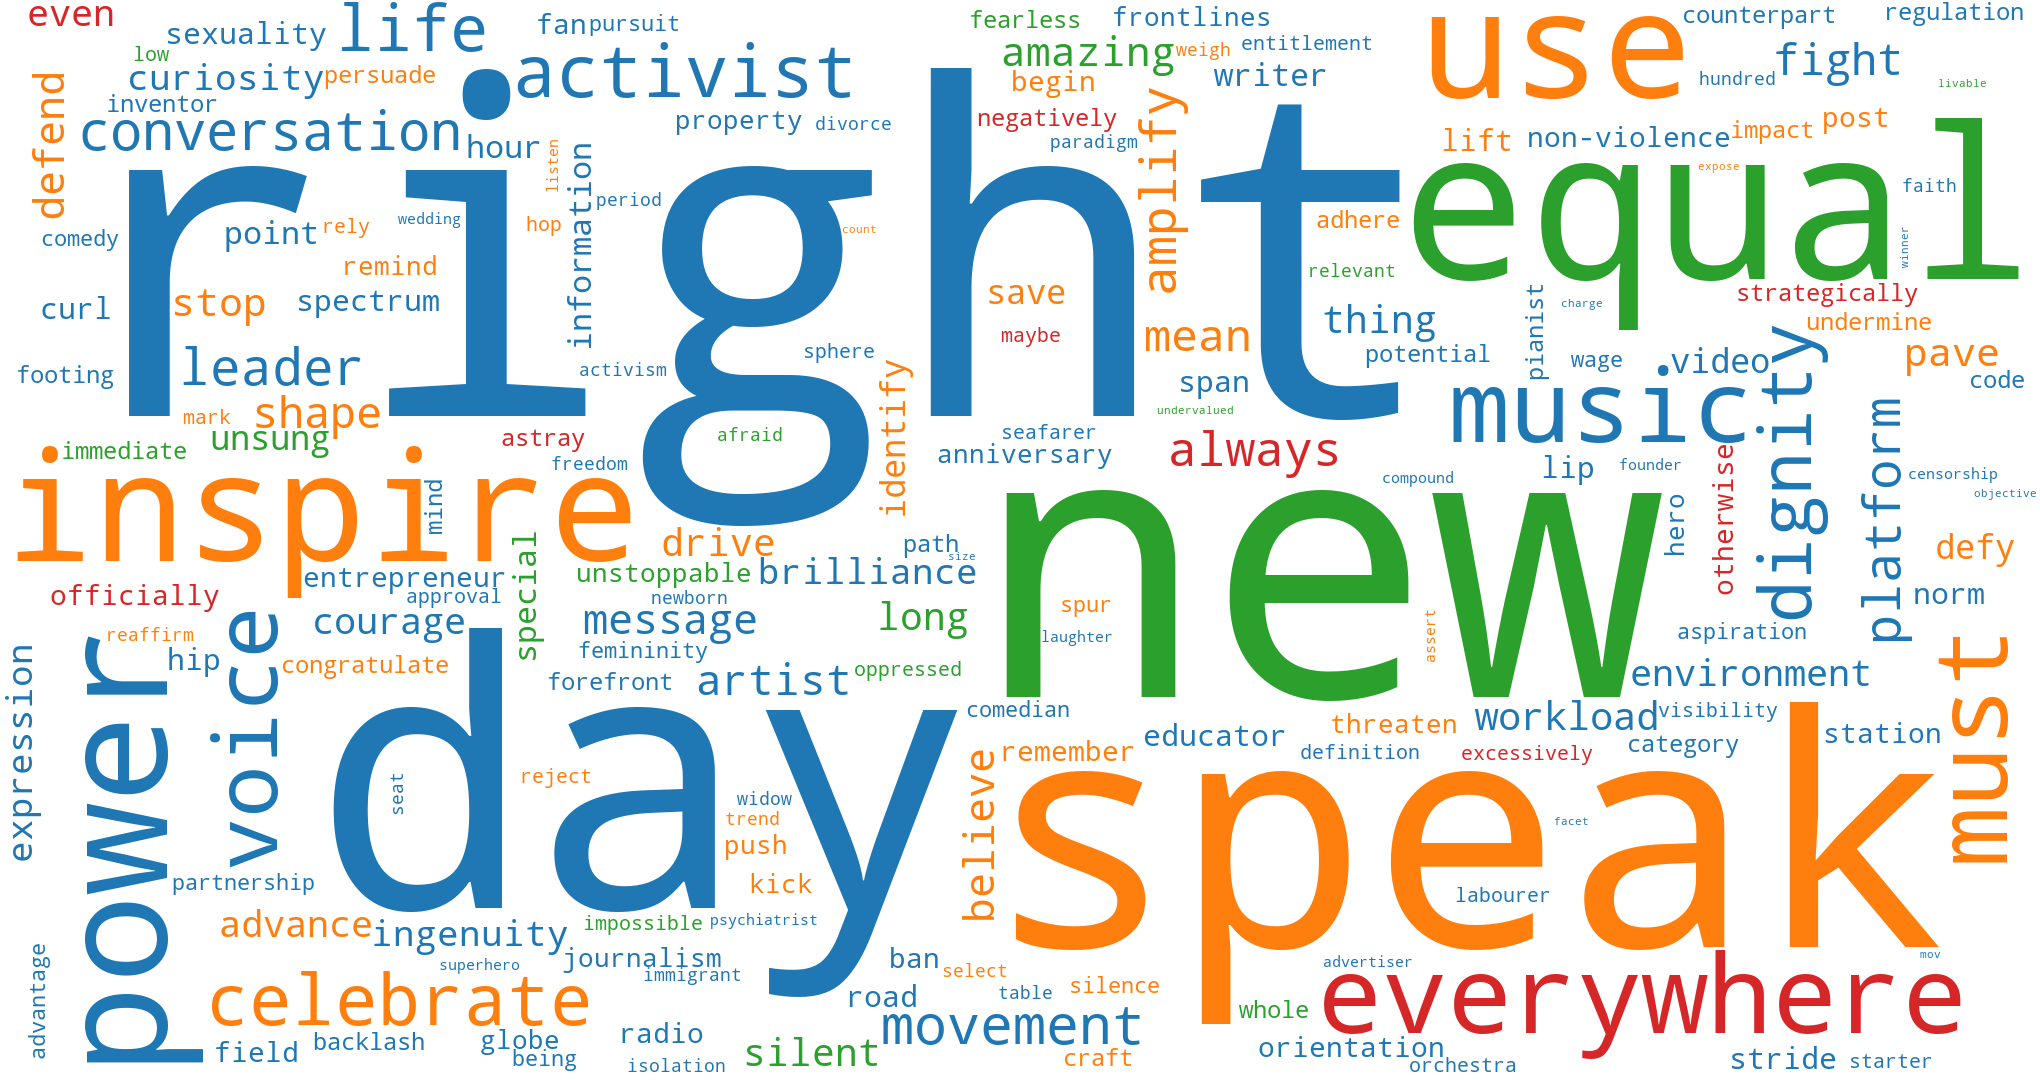 even
life
fan
pursuit
fearless
frontlines
use
counterpart
regulation
sexuality
low
activist
amazing
weigh
entitlement
fight
curiosity
persuade
begin
writer
hundred
livable
inventor
conversation
hour
property
divorce
negatively
paradigm
amplify
lift
non-violence
impact
post
defend
right
equal
listen
information
period
expose
faith
comedy
point
rely
wedding
hop
count
adhere
winner
remind
relevant
curl
stop
spectrum
save
maybe
mean
thing
pianist
charge
strategically
undermine
footing
leader
activism
sphere
span
potential
wage
video
dignity
pave
code
mark
shape
identify
undervalued
music
platform
immediate
unsung
astray
afraid
seafarer
always
freedom
anniversary
compound
lip
founder
otherwise
censorship
objective
inspire
mind
new
hero
special
drive
path
size
defy
officially
entrepreneur
approval
unstoppable
brilliance
newborn
norm
reaffirm
courage
message
long
spur
laughter
assert
aspiration
must
expression
power
hip
voice
congratulate
femininity
forefront
artist
oppressed
environment
day
comedian
educator
threaten
workload
visibility
station
believe
remember
definition
excessively
category
seat
reject
widow
trend
speak
push
facet
partnership
kick
labourer
advance
ingenuity
impossible
psychiatrist
advantage
superhero
journalism
immigrant
ban
select
silence
advertiser
mov
celebrate
road
table
whole
everywhere
field
backlash
globe
being
radio
movement
isolation
silent
craft
orientation
orchestra
stride
starter